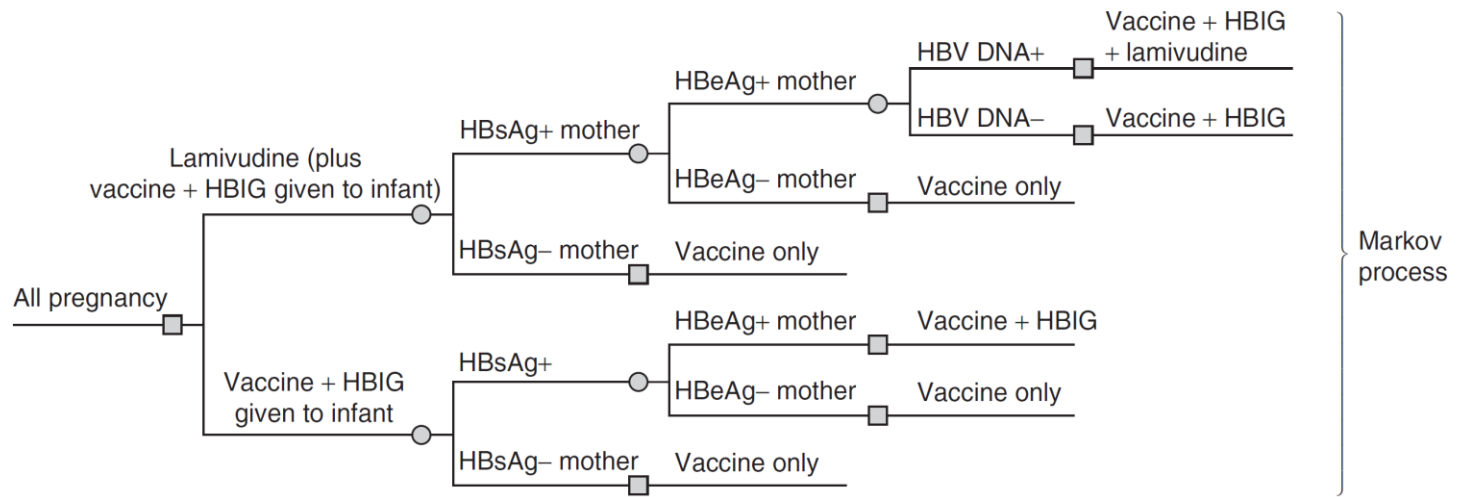 Vaccine + HBIG
+ lamivudine
HBV DNA+
HBeAg+ mother
HBV DNA−
Vaccine + HBIG
HBsAg+ mother
Lamivudine (plus
vaccine + HBIG given to infant)
HBeAg− mother
Vaccine only
HBsAg− mother
Vaccine only
Markov
process
All pregnancy
HBeAg+ mother
Vaccine + HBIG
HBsAg+
Vaccine + HBIG
given to infant
HBeAg− mother
Vaccine only
HBsAg− mother
Vaccine only